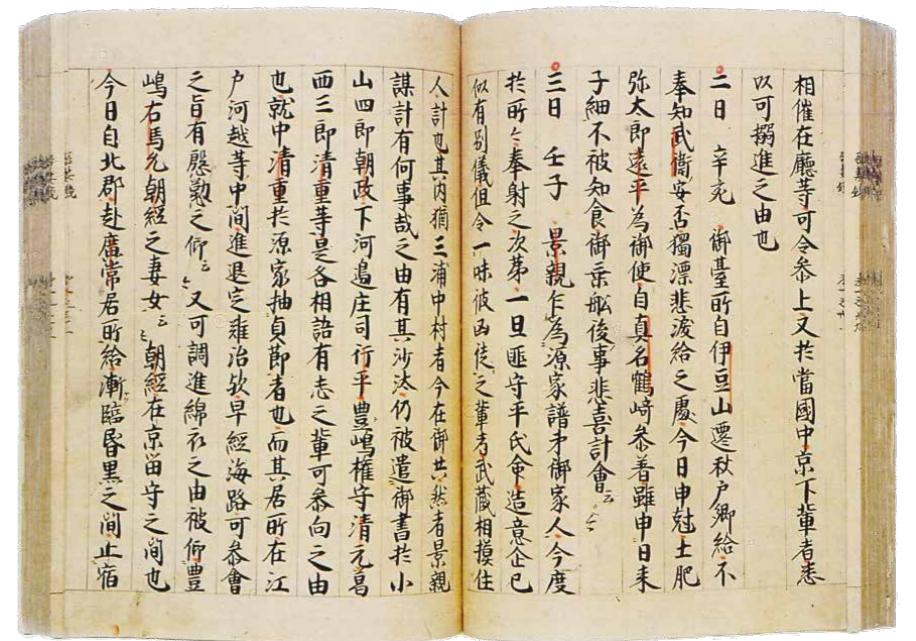 相催在廳等可令参上又於當國中京下輩者悉
以可搦進之由也
二日 辛亥 御臺所自伊豆山遷秋戸郷給不
奉知武衛安否獨漂悲淚給之處今日申尅土肥
弥太郎遠平為御使自真名鶴崎参着雖申日来
子細不被知食御乗舩後事悲喜計會云々
三日 壬子 景親乍為源家譜第御家人今度
於所々奉射之次第一旦匪守平氏命造意企已
似有別儀但令一味彼凶徒之輩者武蔵相摸住
人計也其内猶三浦中村者今在御共然者景親
謀計有何事哉之由有其沙汰仍被遣御書於小
山四郎朝政下河邉庄司行平豊嶋権守清元葛
西三郎清重等是各相語有志之輩可参向之由
也就中清重於源家抽貞節者也而其居所在江
戸河越等中間進退定難治欤早経海路可参會
之旨有慇懃之仰云々又可調進綿衣之由被仰豊
嶋右馬允朝経之妻女云々朝経在京留守之間也
今日自北郡赴廣常居所給漸臨昏黒之間止宿